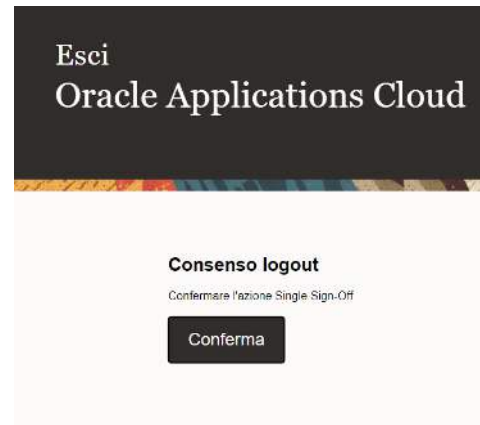 Esci
Oracle Applications Cloud
Consenso logout
Confermare l'azione Single Sign-Off
Conferma